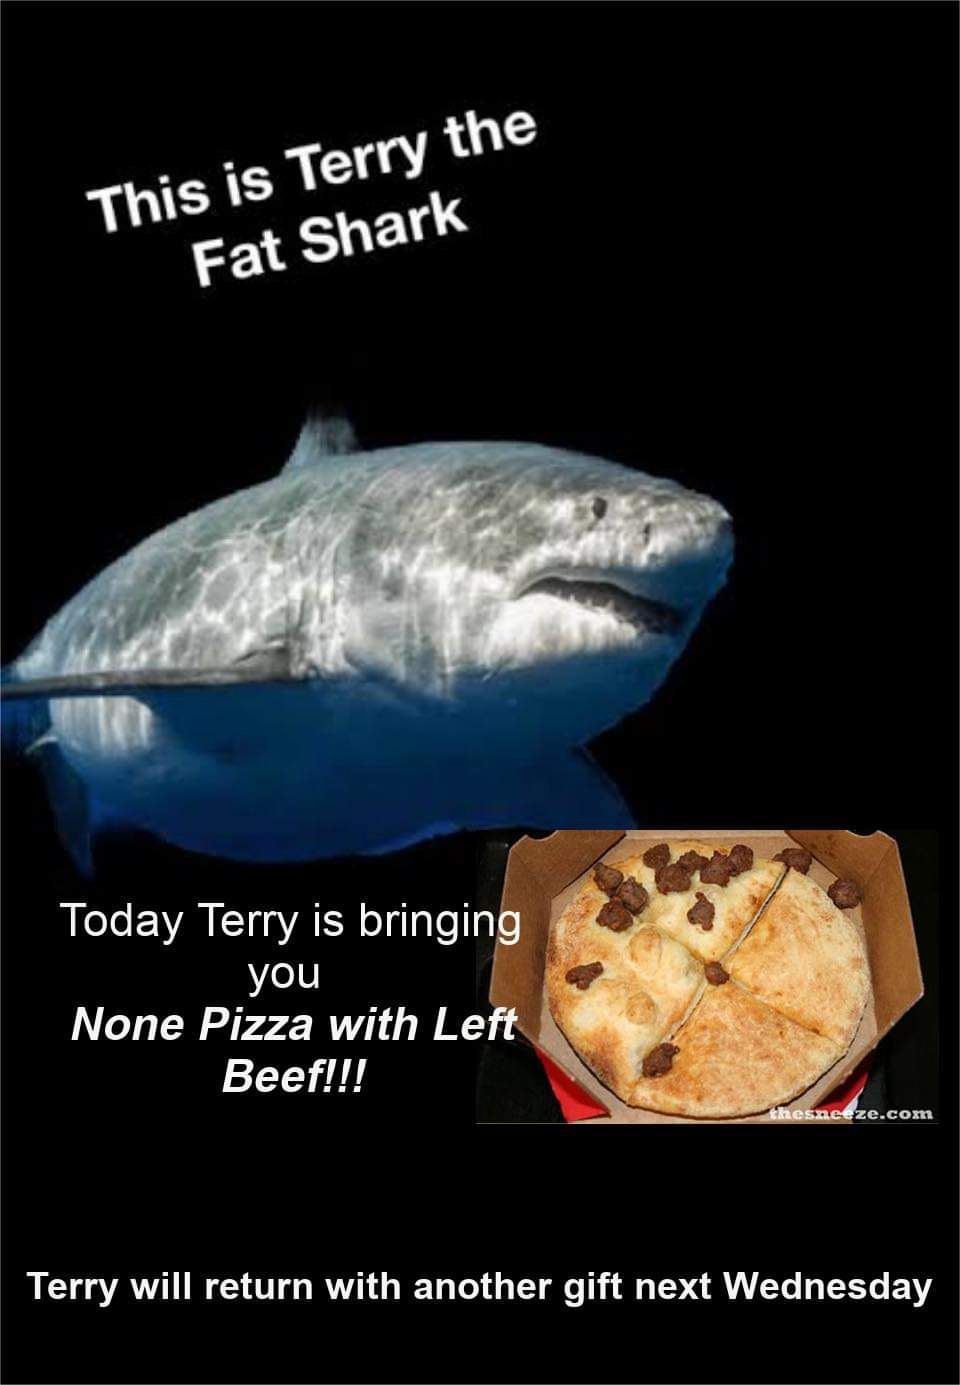 This is Terry the
Fat Shark
Today Terry is bringing
you
None Pizza with Left
Beef!!!
thesneeze.com
Terry will return with another gift next Wednesday